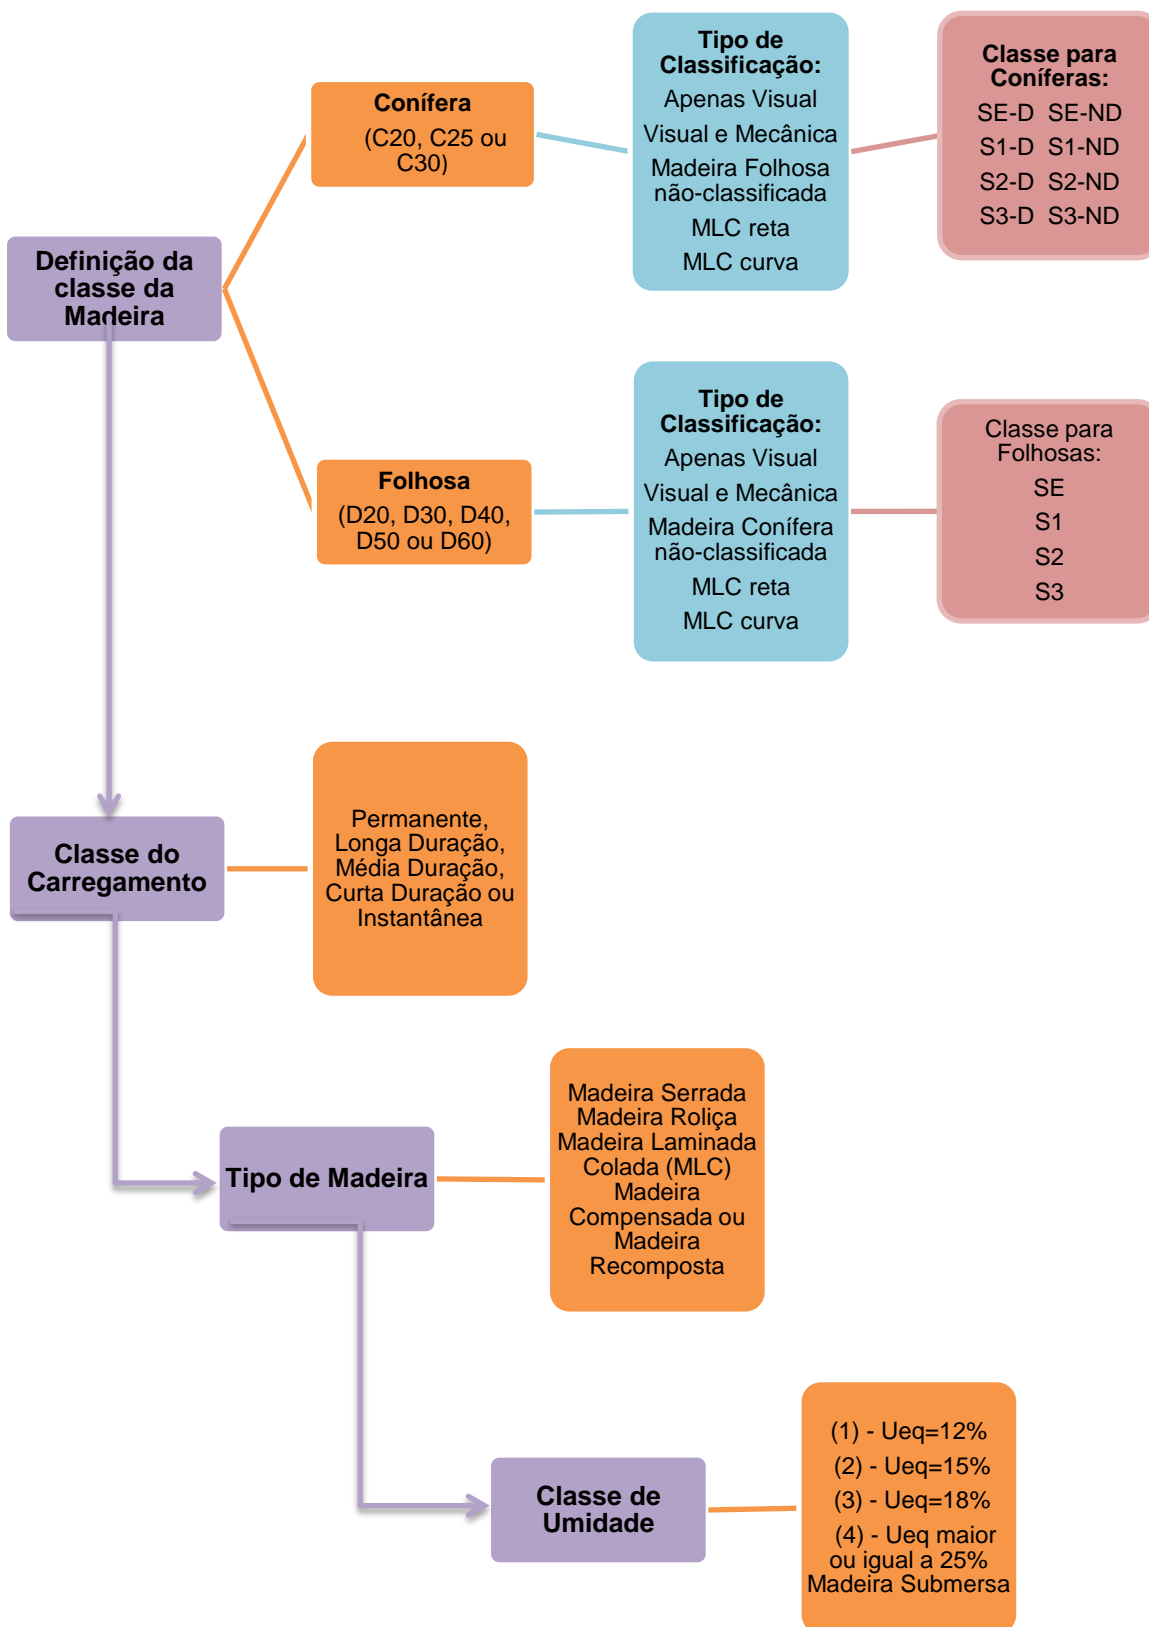 Definição da
classe da
Madeira
Conífera
(C20, C25 ou
C30)
Tipo de
Classificação:
Apenas Visual
Visual e Mecânica
Madeira Folhosa
não-classificada
MLC reta
MLC curva
Classe para
Coníferas:
SE-D SE-ND
S1-D S1-ND
S2-D S2-ND
S3-D S3-ND
Folhosa
(D20, D30, D40,
D50 ou D60)
Tipo de
Classificação:
Apenas Visual
Visual e Mecânica
Madeira Conífera
não-classificada
MLC reta
MLC curva
Classe para
Folhosas:
SE
S1
S2
S3
Classe do
Carregamento
Permanente,
Longa Duração,
Média Duração,
Curta Duração ou
Instantânea
Tipo de Madeira
Madeira Serrada
Madeira Roliça
Madeira Laminada
Colada (MLC)
Madeira
Compensada ou
Madeira
Recomposta
Classe de
Umidade
(1) - Ueq=12%
(2) - Ueq=15%
(3) - Ueq=18%
(4) - Ueq maior
ou igual a 25%
Madeira Submersa